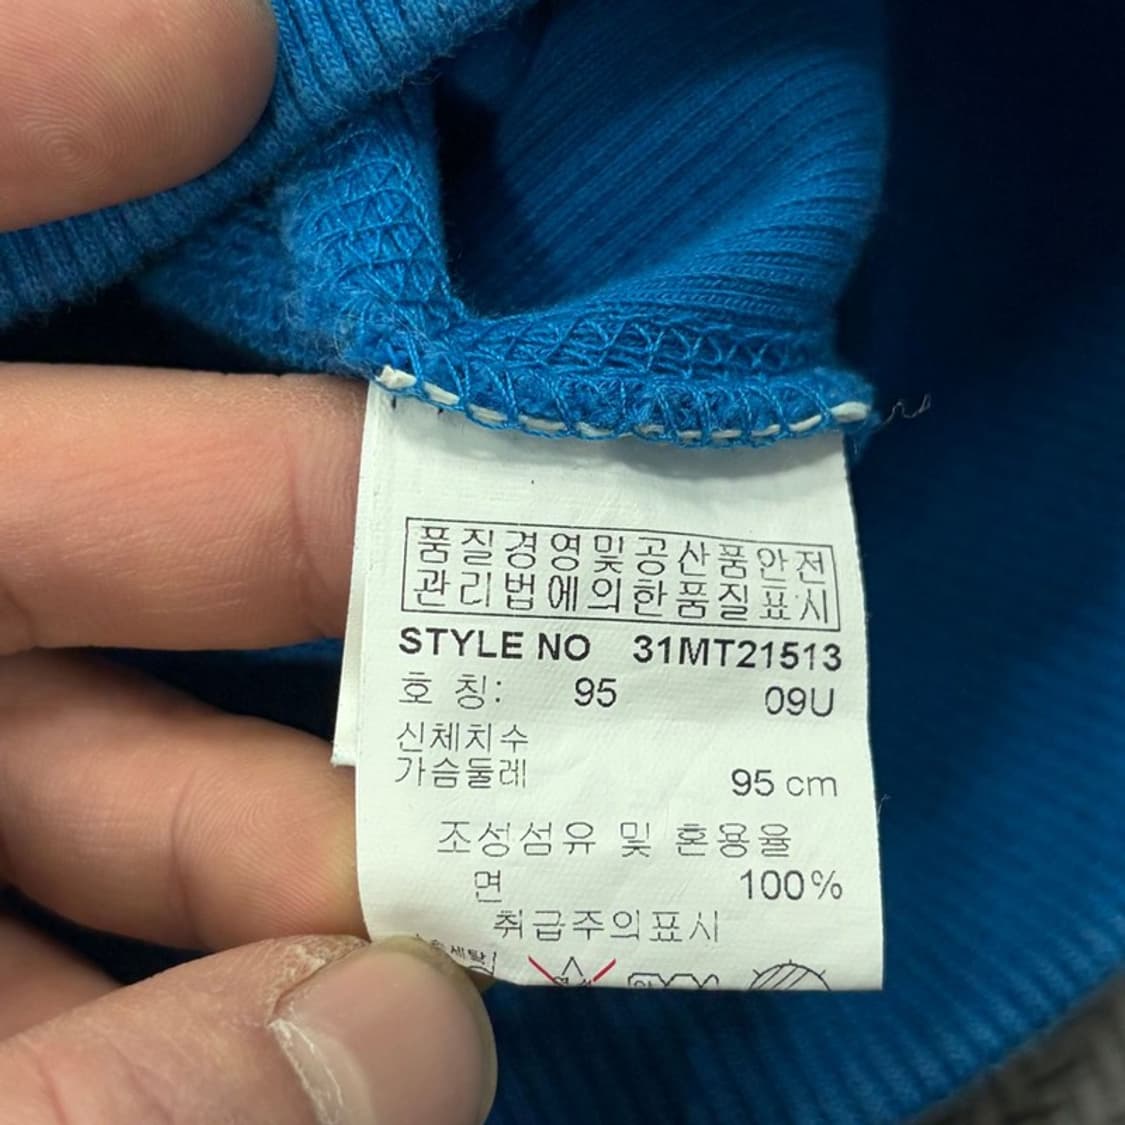 품질경영및공산품안전
관리법에의한품질표시
STYLE NO 31MT21513
호 칭: 95 09U
신체치수
가슴둘레 95 cm
조성섬유 및 혼용율
면 100%
취급주의표시